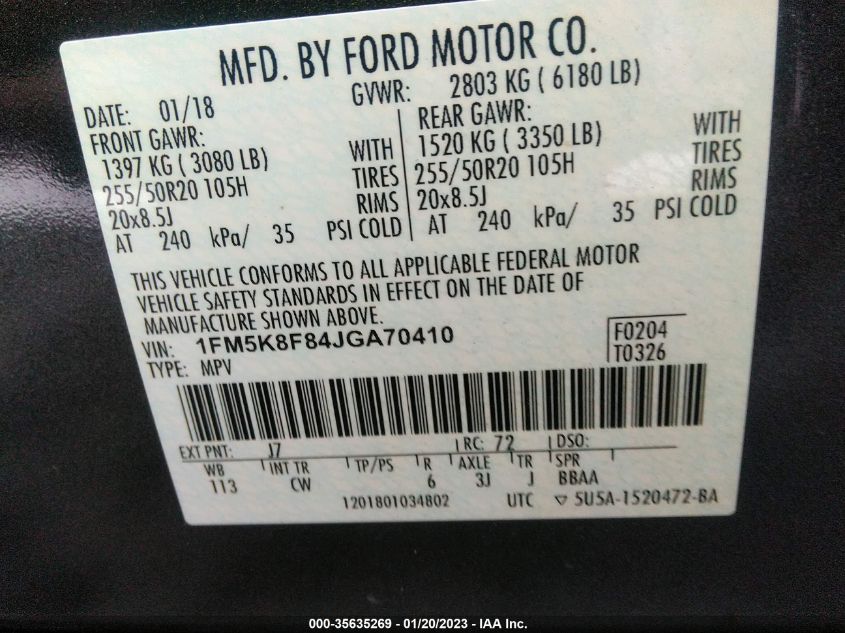 MFD. BY FORD MOTOR CO.
DATE: 01/18 GVWR: 2803 KG ( 6180 LB)
FRONT GAWR: REAR GAWR:
1397 KG ( 3080 LB) WITH 1520 KG ( 3350 LB) WITH
255/50R20 105H TIRES 255/50R20 105H TIRES
20x8.5J RIMS 20x8.5J RIMS
AT 240 kPa/ 35 PSI COLD AT 240 kPa/ 35 PSI COLD
THIS VEHICLE CONFORMS TO ALL APPLICABLE FEDERAL MOTOR
VEHICLE SAFETY STANDARDS IN EFFECT ON THE DATE OF
MANUFACTURE SHOWN ABOVE.
VIN: 1FM5K8F84JGA70410 F0204
TYPE: MPV T0326
EXT PNT: J7 RC: 72 DSO:
WB INT TR TP/PS R AXLE TR SPR
113 CW 6 3J J BBAA
1201801034802 UTC ▽ 5U5A-1520472-BA
000-35635269 - 01/20/2023 - IAA Inc.